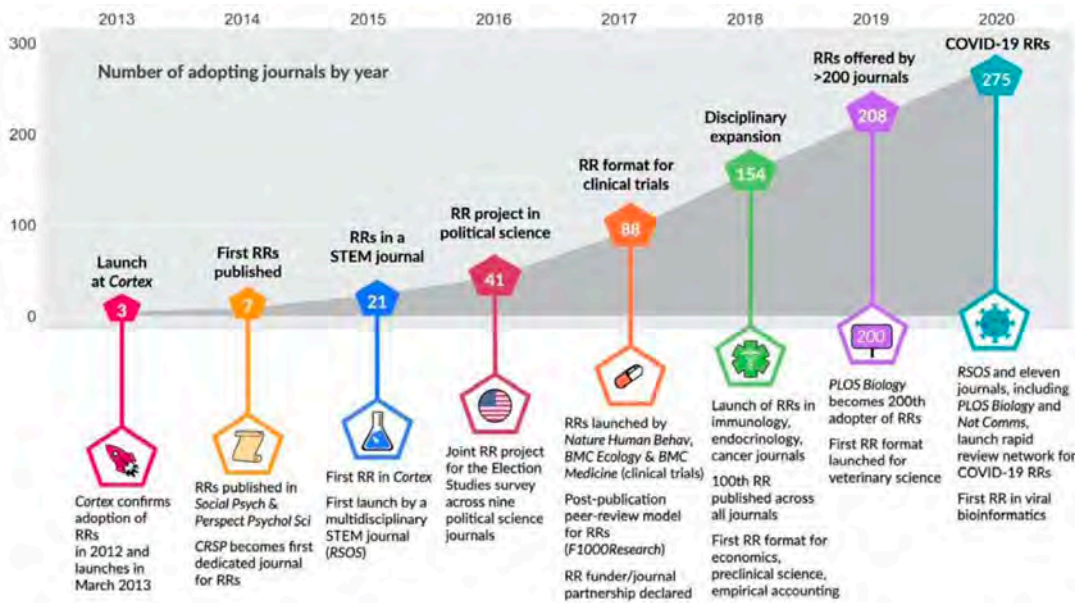 2013 2014 2015 2016 2017 2018 2019 2020
300
200
100
0
Number of adopting journals by year
Launch
at Cortex
3
Cortex confirms
adoption of
RRs
in 2012 and
launches in
March 2013
First RRs
published
7
RRs published in
Social Psych &
Perspect Psychol Sci
CRSP becomes first
dedicated journal
for RRs
RRs in a
STEM journal
21
First RR in Cortex
First launch by a
multidisciplinary
STEM journal
(RSOS)
RR project in
political science
41
Joint RR project
for the Election
Studies survey
across nine
political science
journals
RR format for
clinical trials
88
RRs launched by
Nature Human Behav,
BMC Ecology & BMC
Medicine (clinical trials)
Post-publication
peer-review model
for RRs
(F1000Research)
RR funder/journal
partnership declared
Disciplinary
expansion
154
Launch of RRs in
immunology,
endocrinology,
cancer journals
100th RR
published across
all journals
First RR format for
economics,
preclinical science,
empirical accounting
RRs offered by
>200 journals
208
200
PLOS Biology
becomes 200th
adopter of RRs
First RR format
launched for
veterinary science
COVID-19 RRs
275
RSOS and eleven
journals, including
PLOS Biology and
Nat Comms,
launch rapid
review network for
COVID-19 RRs
First RR in viral
bioinformatics